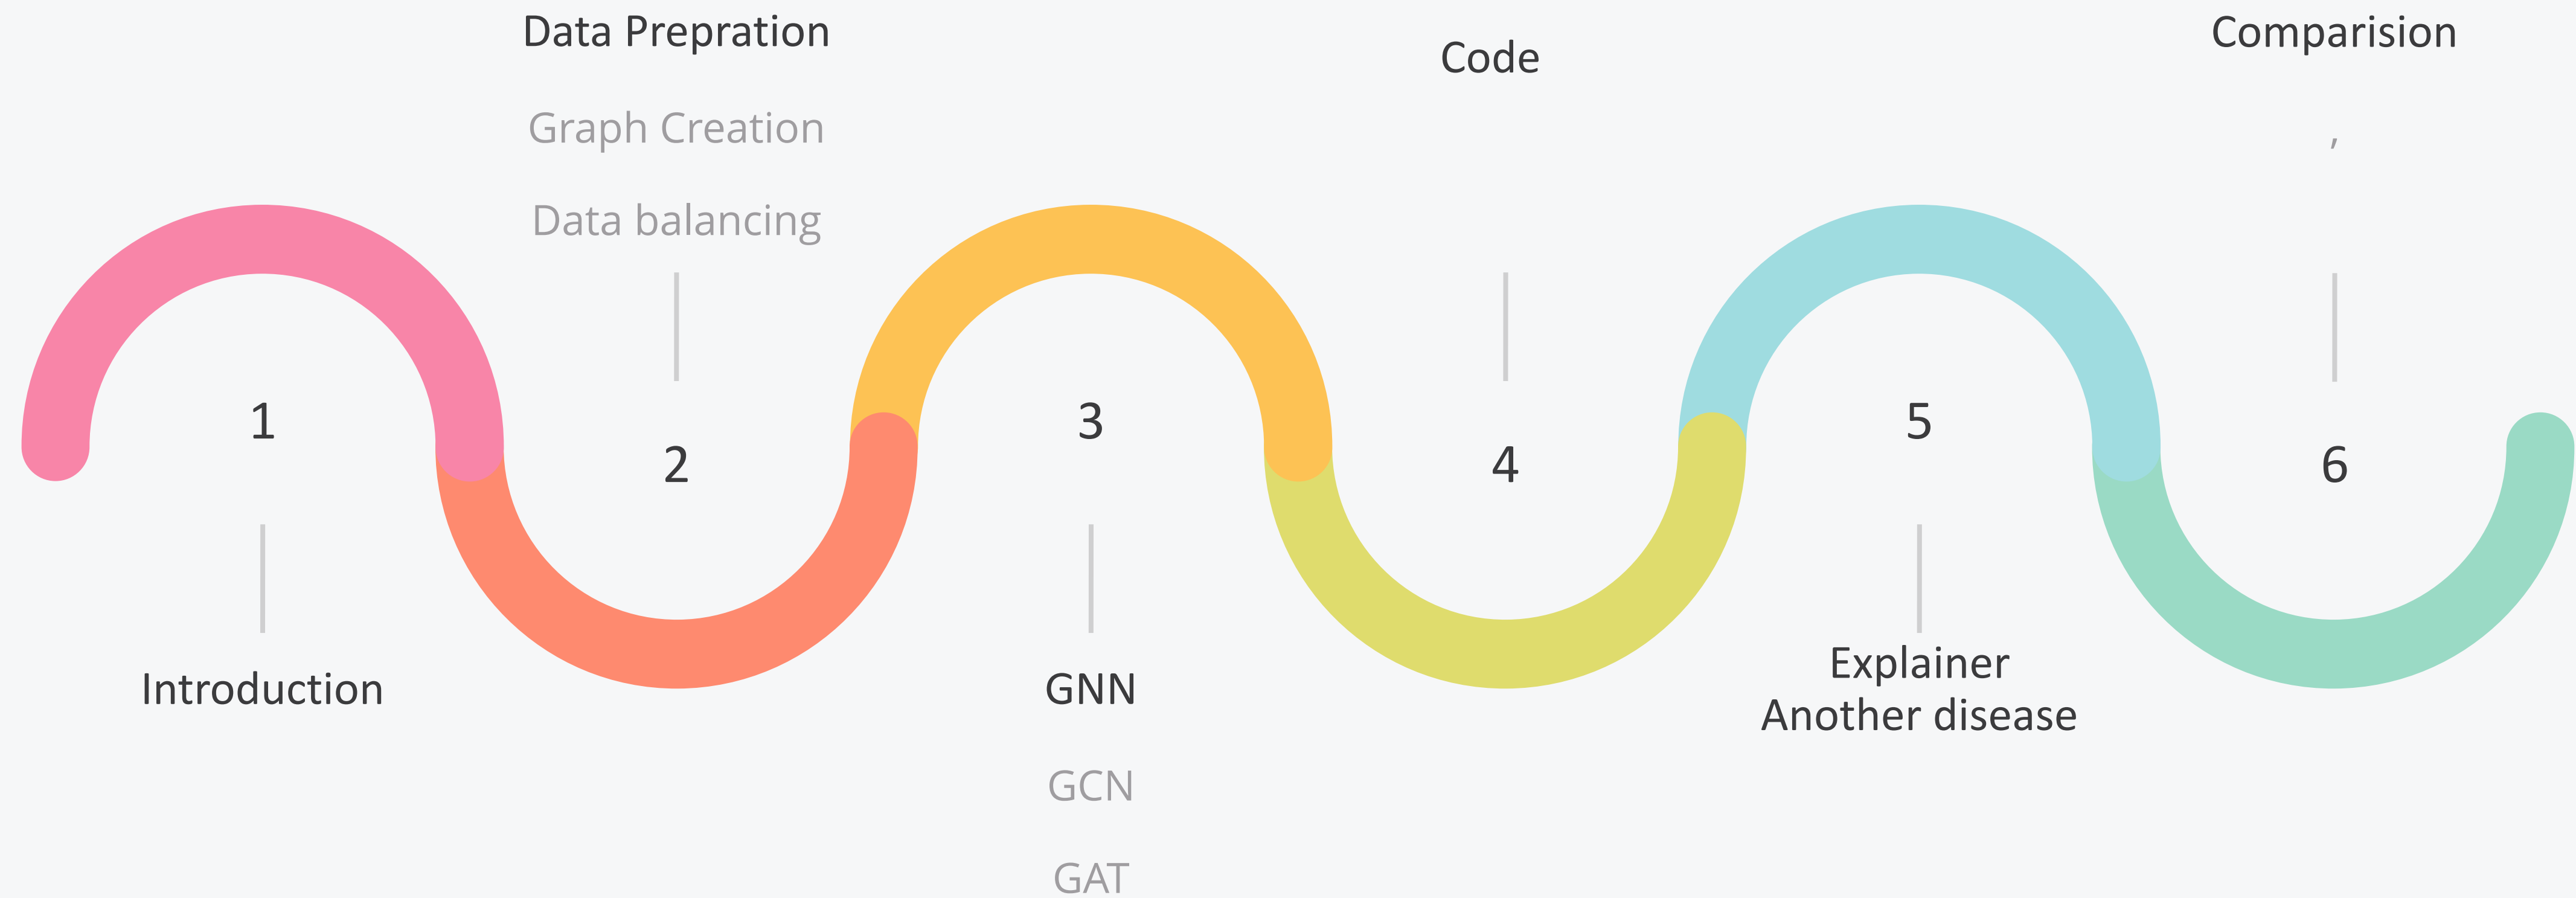 1
Introduction
Data Prepration
Graph Creation
Data balancing
2
3
GNN
GCN
GAT
Code
4
5
Explainer
Another disease
Comparision
,
6